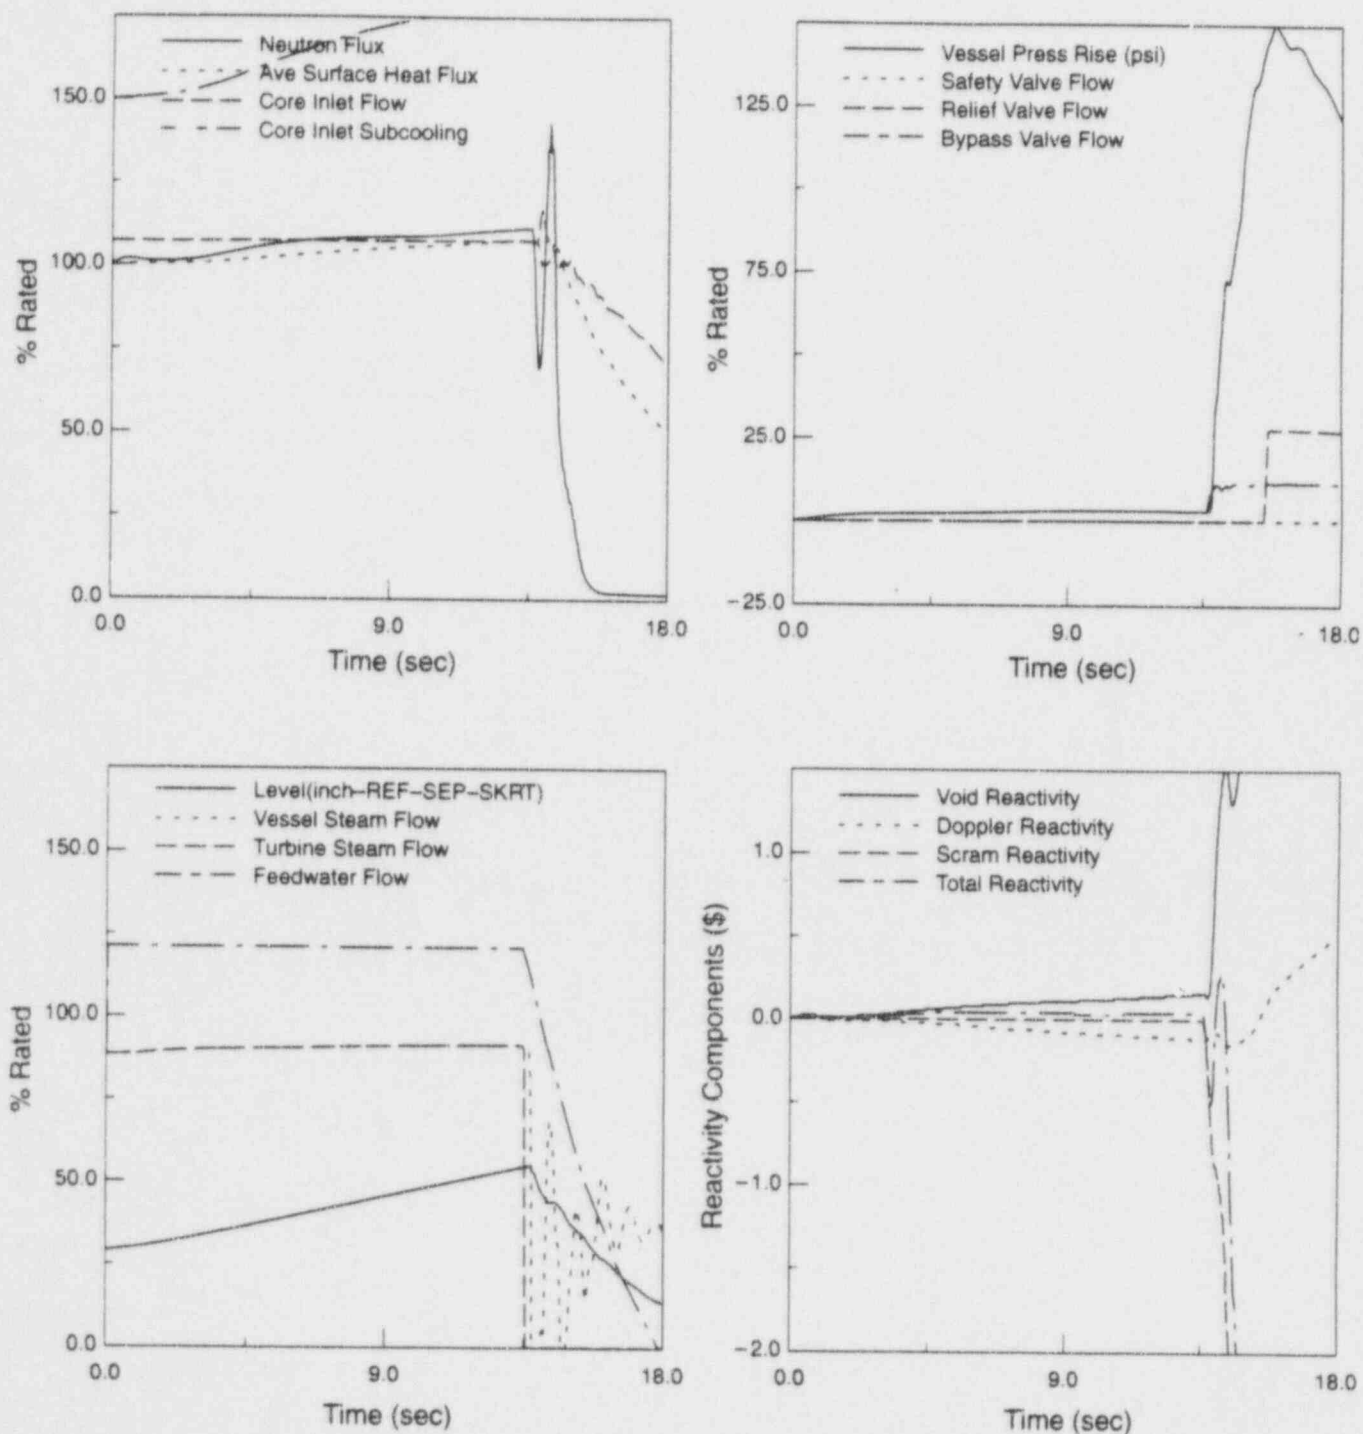 Neutron Flux
Ave Surface Heat Flux
Core Inlet Flow
Core Inlet Subcooling
150.0
100.0
50.0
0.0
% Rated
0.0 9.0 18.0
Time (sec)
Vessel Press Rise (psi)
Safety Valve Flow
Relief Valve Flow
Bypass Valve Flow
125.0
75.0
25.0
-25.0
% Rated
0.0 9.0 18.0
Time (sec)
Level(inch-REF-SEP-SKRT)
Vessel Steam Flow
Turbine Steam Flow
Feedwater Flow
150.0
100.0
50.0
0.0
% Rated
0.0 9.0 18.0
Time (sec)
Void Reactivity
Doppler Reactivity
Scram Reactivity
Total Reactivity
1.0
0.0
-1.0
-2.0
Reactivity Components ($)
0.0 9.0 18.0
Time (sec)